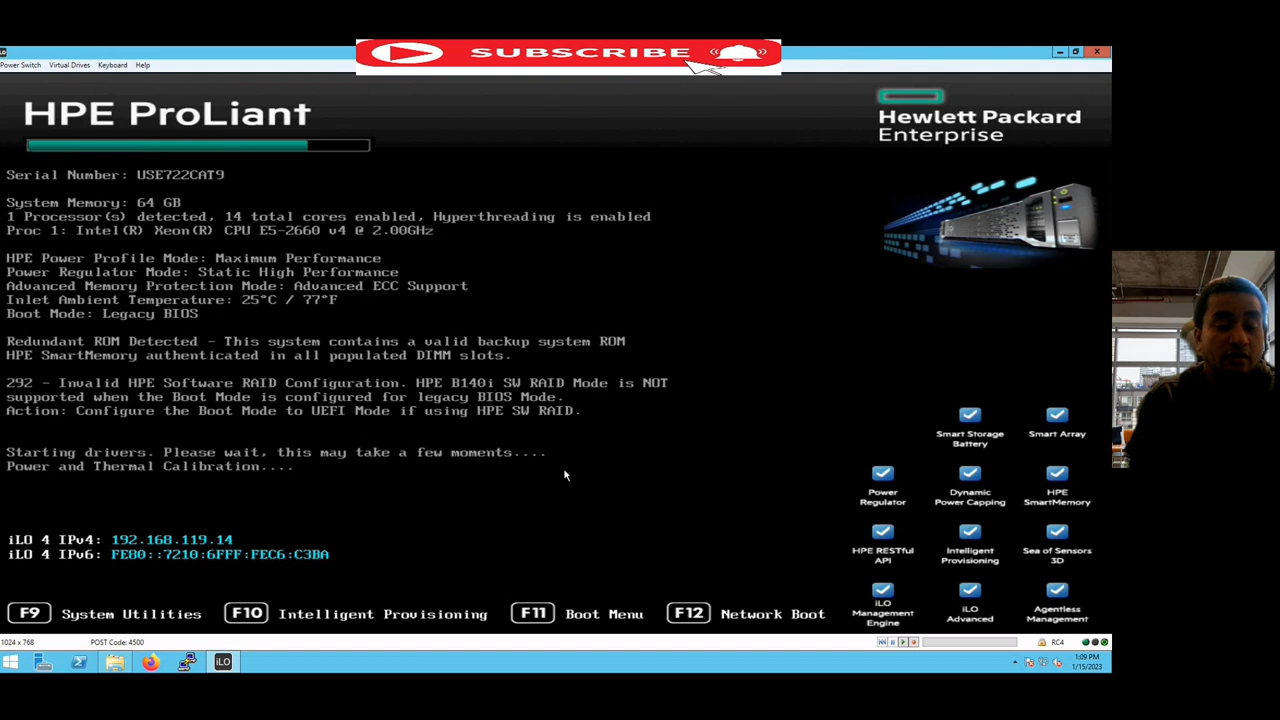 SUBSCRIBE
iLO
Power Switch Virtual Drives Keyboard Help
HPE ProLiant
Hewlett Packard
Enterprise
Serial Number: USE722CAT9
System Memory: 64 GB
1 Processor(s) detected, 14 total cores enabled, Hyperthreading is enabled
Proc 1: Intel(R) Xeon(R) CPU E5-2660 v4 @ 2.00GHz
HPE Power Profile Mode: Maximum Performance
Power Regulator Mode: Static High Performance
Advanced Memory Protection Mode: Advanced ECC Support
Inlet Ambient Temperature: 25°C / 77°F
Boot Mode: Legacy BIOS
Redundant ROM Detected - This system contains a valid backup system ROM
HPE SmartMemory authenticated in all populated DIMM slots.
292 - Invalid HPE Software RAID Configuration. HPE B140i SW RAID Mode is NOT
supported when the Boot Mode is configured for legacy BIOS Mode.
Action: Configure the Boot Mode to UEFI Mode if using HPE SW RAID.
Starting drivers. Please wait, this may take a few moments....
Power and Thermal Calibration....
Smart Storage
Battery
Smart Array
Power
Regulator
Dynamic
Power Capping
HPE
SmartMemory
HPE RESTful
API
Intelligent
Provisioning
Sea of Sensors
3D
iLO
Management
Engine
iLO
Advanced
Agentless
Management
iLO 4 IPv4: 192.168.119.14
iLO 4 IPv6: FE80::7210:6FFF:FEC6:C3BA
F9 System Utilities F10 Intelligent Provisioning F11 Boot Menu F12 Network Boot
1024 x 768 POST Code: 4500 RC4
iLO
1:09 PM
1/15/2023